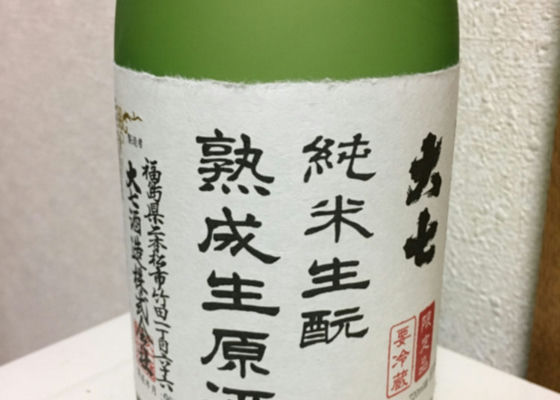 大七
限定品
要冷蔵
純米生酛
熟成生原酒
福島県二本松市竹田一丁目六六
大七酒造株式会社